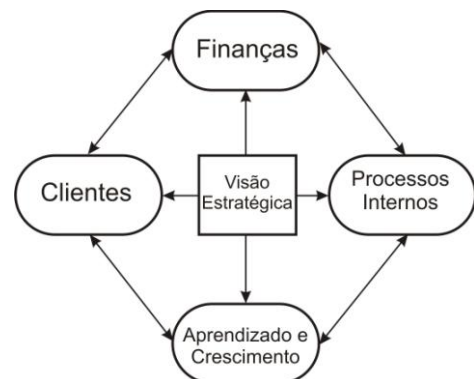 Finanças
Clientes
Visão
Estratégica
Processos
Internos
Aprendizado e
Crescimento